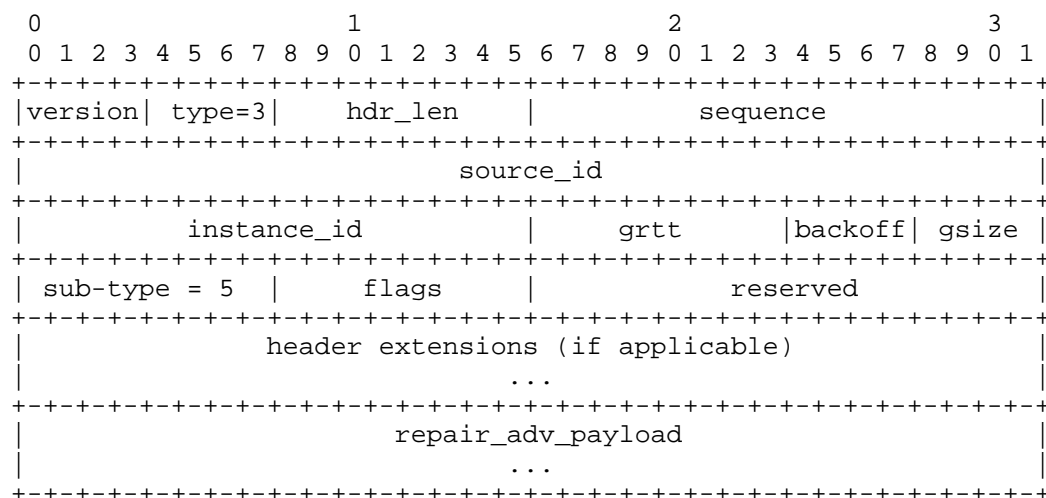 0                   1                   2                   3
 0 1 2 3 4 5 6 7 8 9 0 1 2 3 4 5 6 7 8 9 0 1 2 3 4 5 6 7 8 9 0 1
+-+-+-+-+-+-+-+-+-+-+-+-+-+-+-+-+-+-+-+-+-+-+-+-+-+-+-+-+-+-+-+-+
|version| type=3|    hdr_len    |          sequence             |
+-+-+-+-+-+-+-+-+-+-+-+-+-+-+-+-+-+-+-+-+-+-+-+-+-+-+-+-+-+-+-+-+
|                           source_id                           |
+-+-+-+-+-+-+-+-+-+-+-+-+-+-+-+-+-+-+-+-+-+-+-+-+-+-+-+-+-+-+-+-+
|          instance_id          |     grtt      |backoff| gsize |
+-+-+-+-+-+-+-+-+-+-+-+-+-+-+-+-+-+-+-+-+-+-+-+-+-+-+-+-+-+-+-+-+
| sub-type = 5  |     flags     |            reserved           |
+-+-+-+-+-+-+-+-+-+-+-+-+-+-+-+-+-+-+-+-+-+-+-+-+-+-+-+-+-+-+-+-+
|               header extensions (if applicable)               |
|                              ...                              |
+-+-+-+-+-+-+-+-+-+-+-+-+-+-+-+-+-+-+-+-+-+-+-+-+-+-+-+-+-+-+-+-+
|                       repair_adv_payload                      |
|                              ...                              |
+-+-+-+-+-+-+-+-+-+-+-+-+-+-+-+-+-+-+-+-+-+-+-+-+-+-+-+-+-+-+-+-+